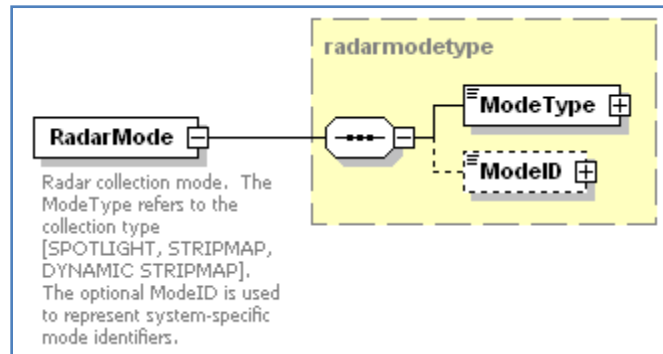 radarmodetype
ModeType
RadarMode
ModeID
Radar collection mode.  The
ModeType refers to the
collection type
[SPOTLIGHT, STRIPMAP,
DYNAMIC STRIPMAP].
The optional ModeID is used
to represent system-specific
mode identifiers.